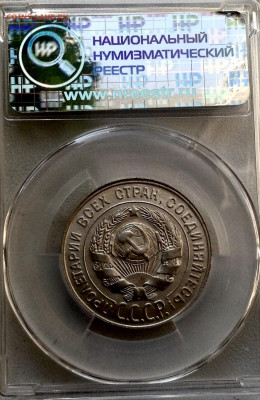 НР
НАЦИОНАЛЬНЫЙ
НУМИЗМАТИЧЕСКИЙ
РЕЕСТР
ПРОЛЕТАРИИ ВСЕХ СТРАН, СОЕДИНЯЙТЕСЬ!
С.С.С.Р.